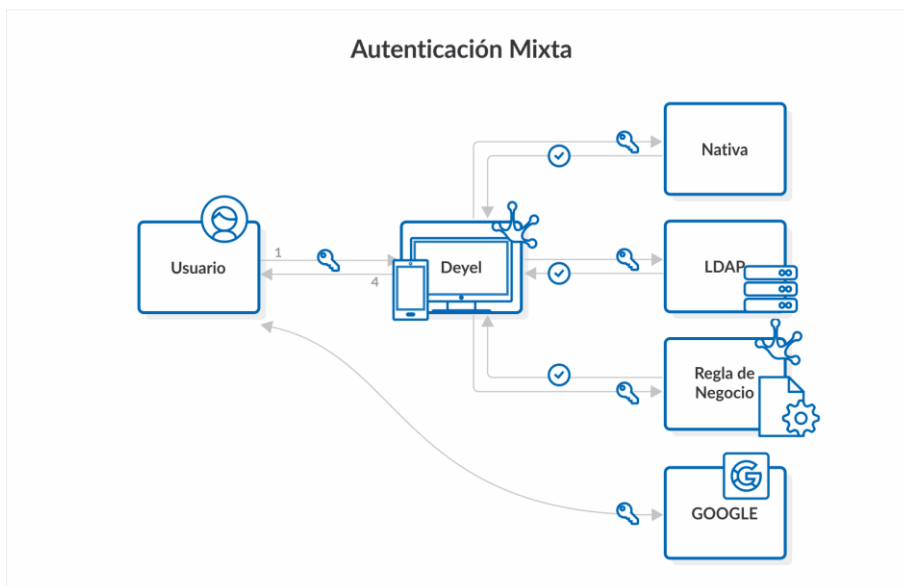 Autenticación Mixta
Nativa
Usuario
1
4
Deyel
LDAP
Regla de
Negocio
GOOGLE